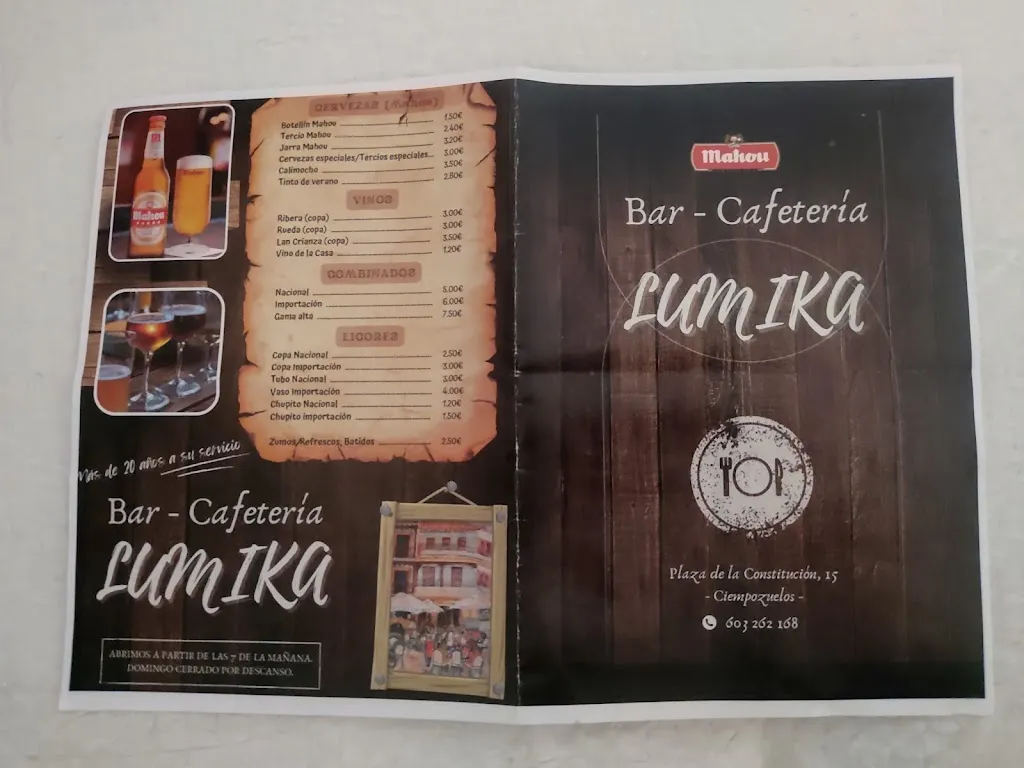 CERVEZAS (Mahou)
Botellín Mahou 1,50€
Tercio Mahou 2,40€
Jarra Mahou 3,20€
Cervezas especiales/Tercios especiales... 3,00€
Calimocho 3,50€
Tinto de verano 2,80€
VINOS
Ribera (copa) 3,00€
Rueda (copa) 3,00€
Lan Crianza (copa) 3,50€
Vino de la Casa 1,20€
COMBINADOS
Nacional 5,00€
Importación 6,00€
Gama alta 7,50€
LICORES
Copa Nacional 2,50€
Copa Importación 3,00€
Tubo Nacional 3,00€
Vaso Importación 4,00€
Chupito Nacional 1,20€
Chupito importación 1,50€
Zumos/Refrescos, Batidos 2,50€
Mahou
Más de 20 años a su servicio
Bar - Cafetería
LUMIKA
ABRIMOS A PARTIR DE LAS 7 DE LA MAÑANA.
DOMINGO CERRADO POR DESCANSO.
Mahou
Bar - Cafetería
LUMIKA
Plaza de la Constitución, 15
- Ciempozuelos -
603 262 168